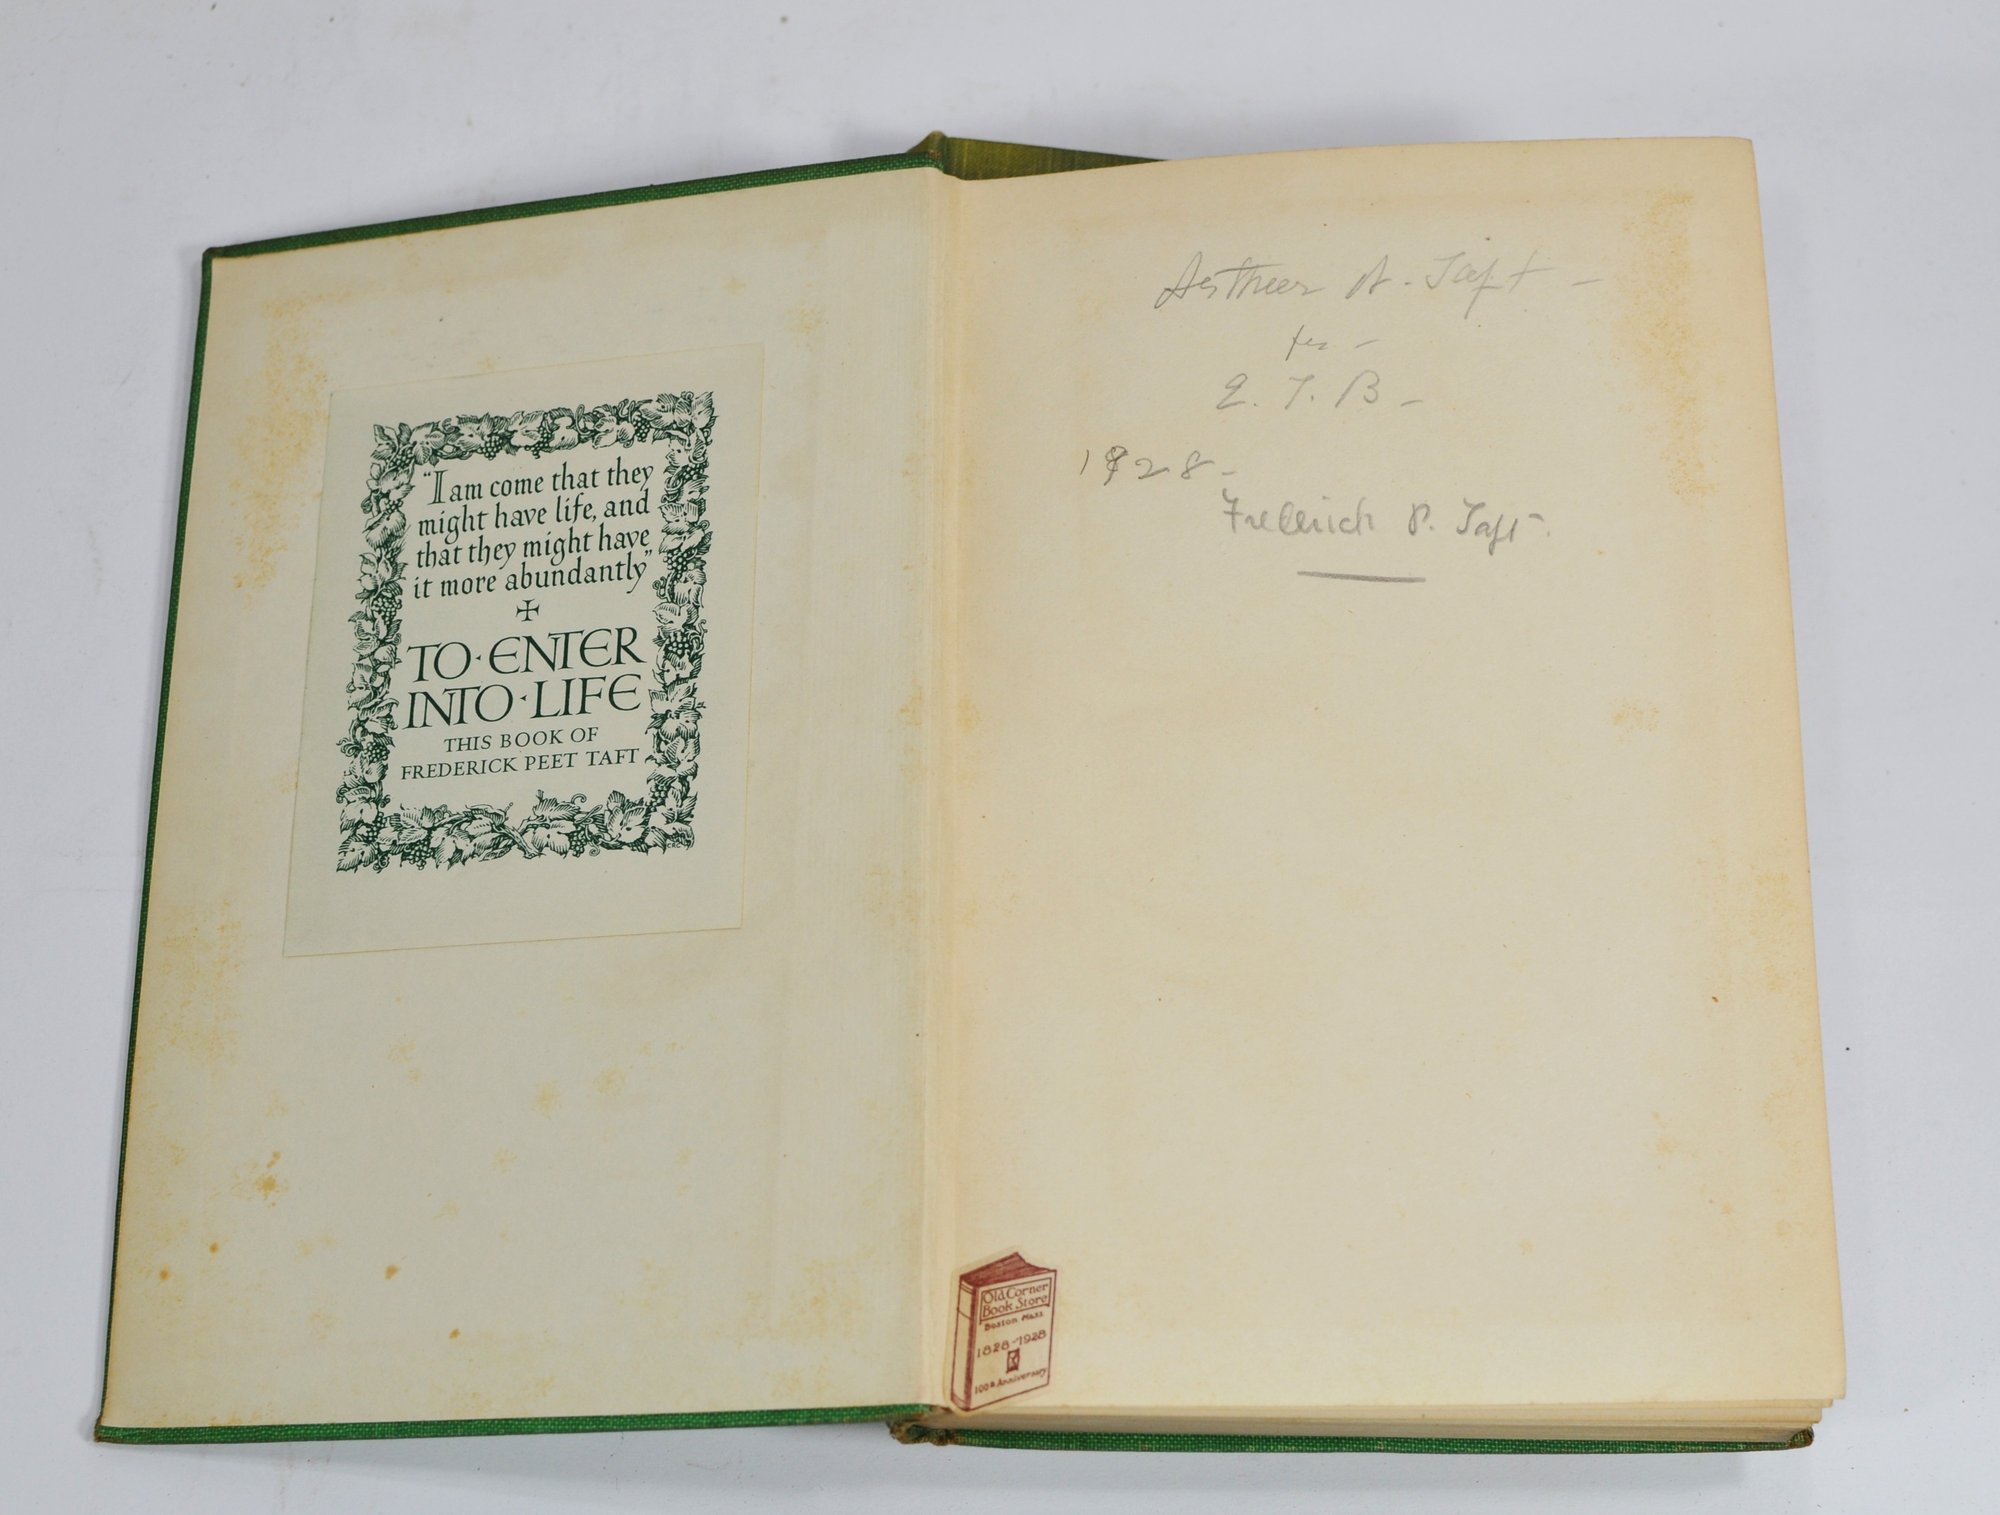 "I am come that they
might have life, and
that they might have
it more abundantly"
TO · ENTER
INTO · LIFE
THIS BOOK OF
FREDERICK PEET TAFT
CRC
A. Taft -
E. T. B -
1928 -
Frederick P. Taft.
Old Corner
Book Store
Boston Mass
1828-1928
100th Anniversary